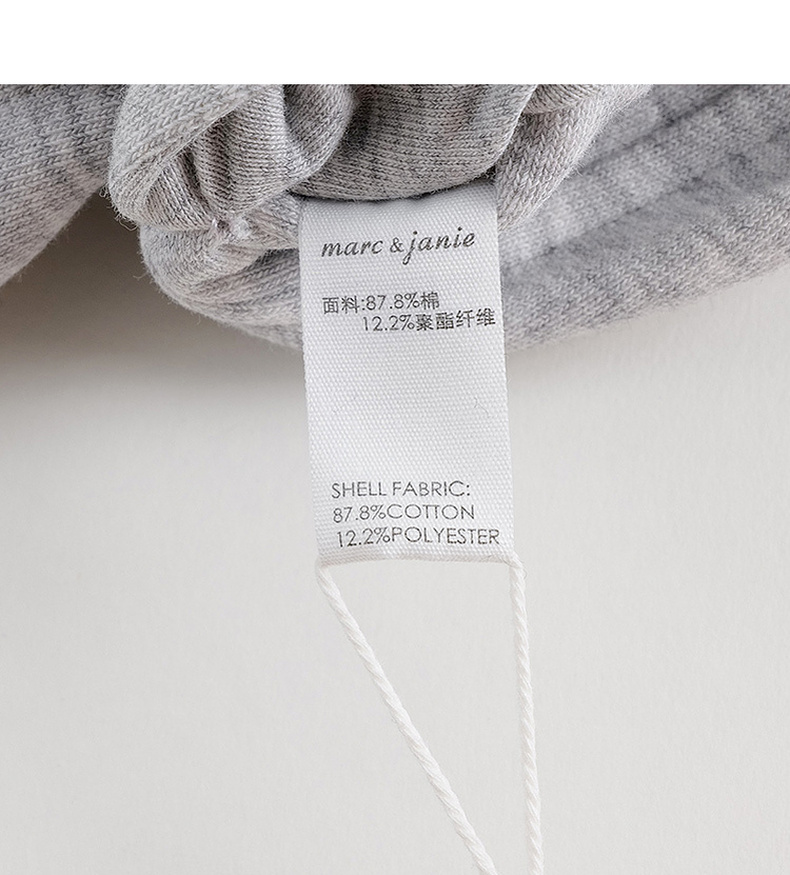 marc & janie
面料:87.8%棉
12.2%聚酯纤维
SHELL FABRIC:
87.8%COTTON
12.2%POLYESTER